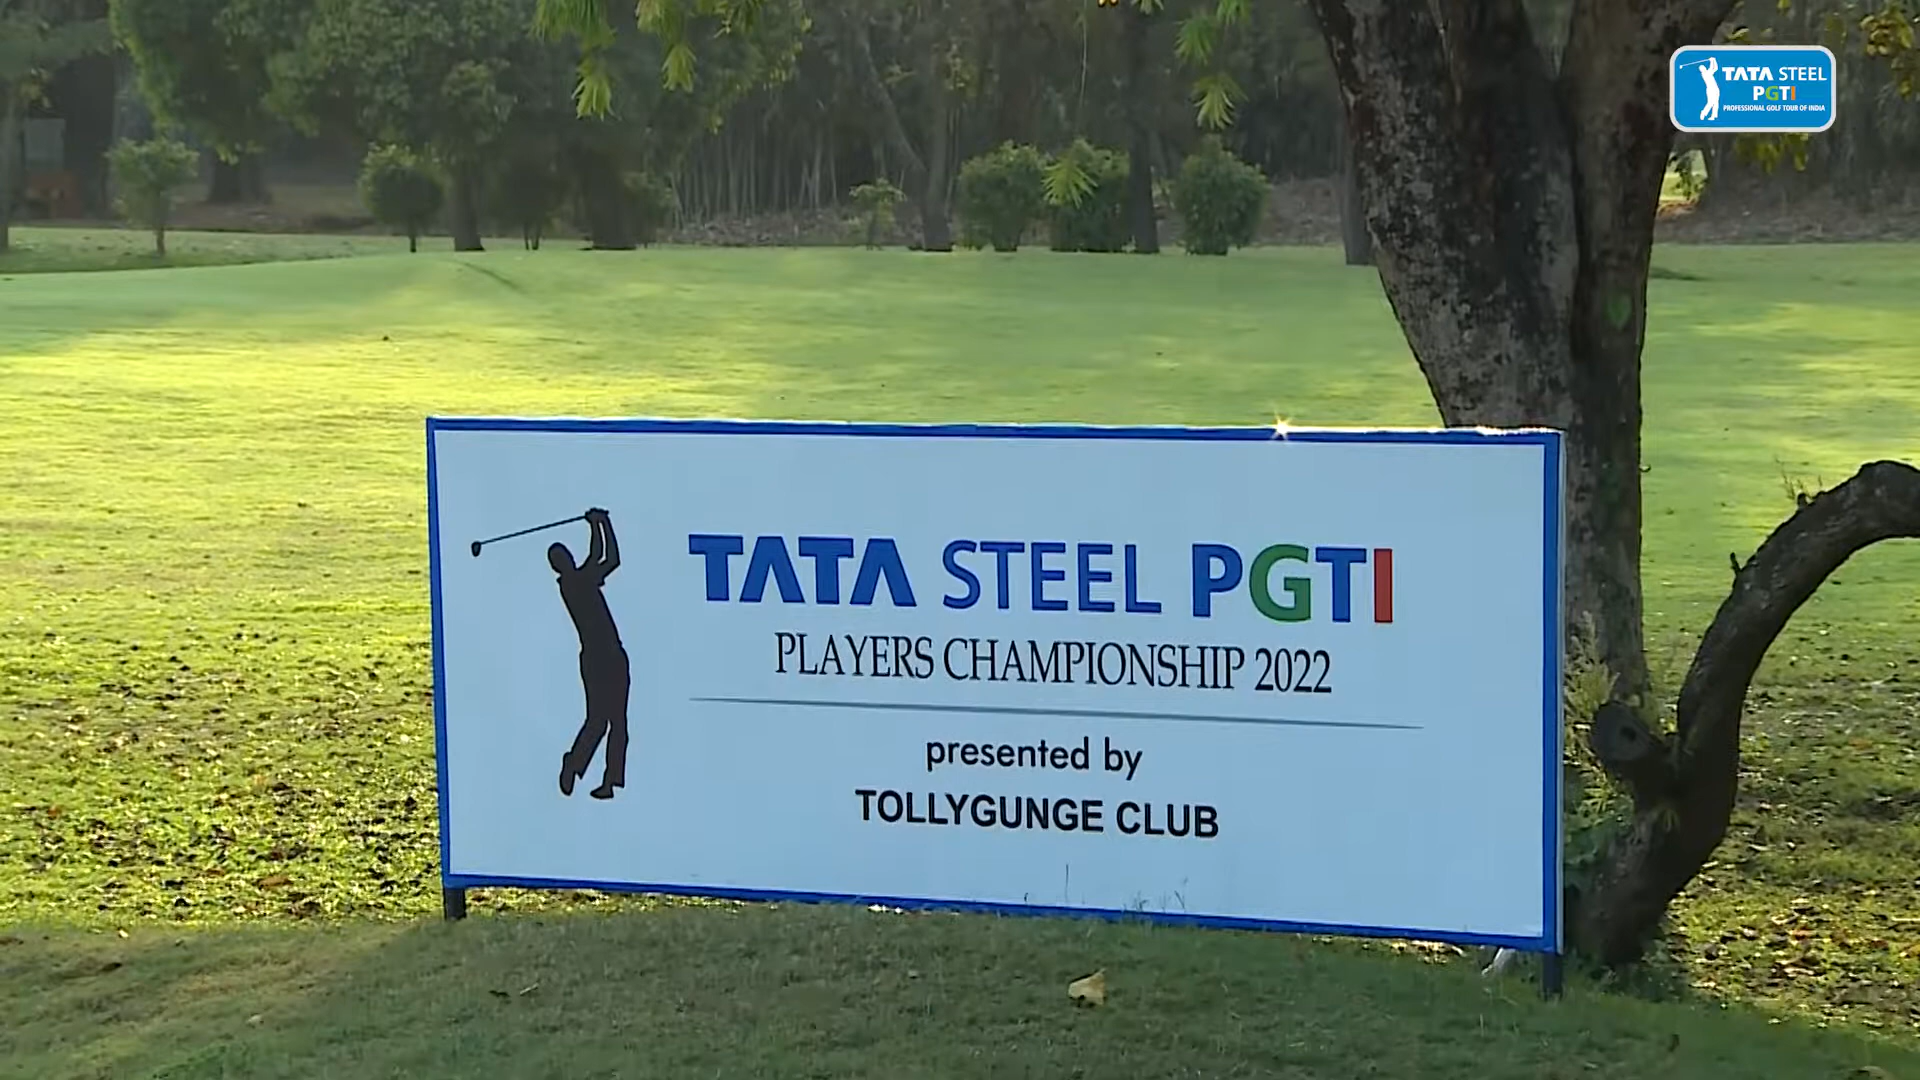 TATA STEEL
PGTI
PROFESSIONAL GOLF TOUR OF INDIA
TATA STEEL PGTI
PLAYERS CHAMPIONSHIP 2022
presented by
TOLLYGUNGE CLUB